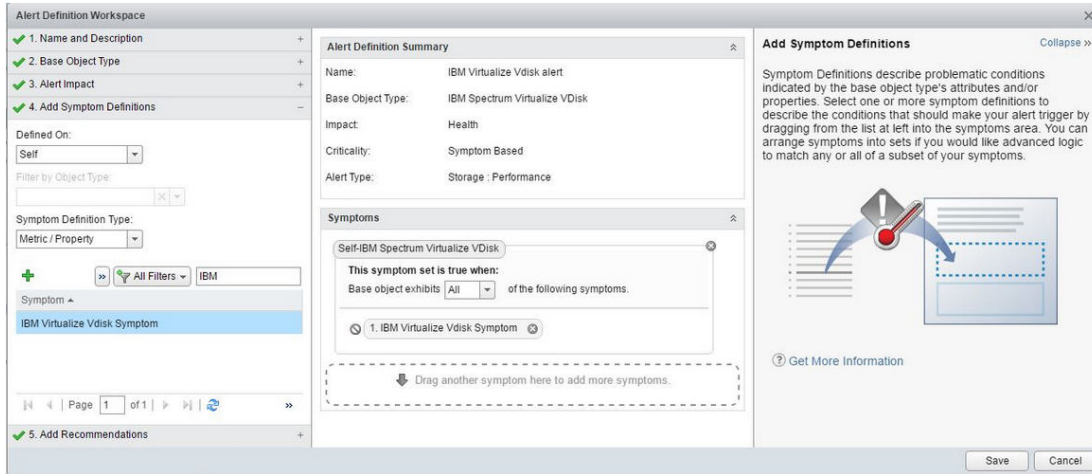 Alert Definition Workspace
1. Name and Description
2. Base Object Type
3. Alert Impact
4. Add Symptom Definitions
Defined On:
Self
Filter by Object Type:
Symptom Definition Type:
Metric / Property
All Filters
IBM
Symptom
IBM Virtualize Vdisk Symptom
Page 1 of 1
5. Add Recommendations
Alert Definition Summary
Name: IBM Virtualize Vdisk alert
Base Object Type: IBM Spectrum Virtualize VDisk
Impact: Health
Criticality: Symptom Based
Alert Type: Storage : Performance
Symptoms
Self-IBM Spectrum Virtualize VDisk
This symptom set is true when:
Base object exhibits All of the following symptoms.
1. IBM Virtualize Vdisk Symptom
Drag another symptom here to add more symptoms.
Add Symptom Definitions
Collapse »
Symptom Definitions describe problematic conditions
indicated by the base object type's attributes and/or
properties. Select one or more symptom definitions to
describe the conditions that should make your alert trigger by
dragging from the list at left into the symptoms area. You can
arrange symptoms into sets if you would like advanced logic
to match any or all of a subset of your symptoms.
Get More Information
Save
Cancel